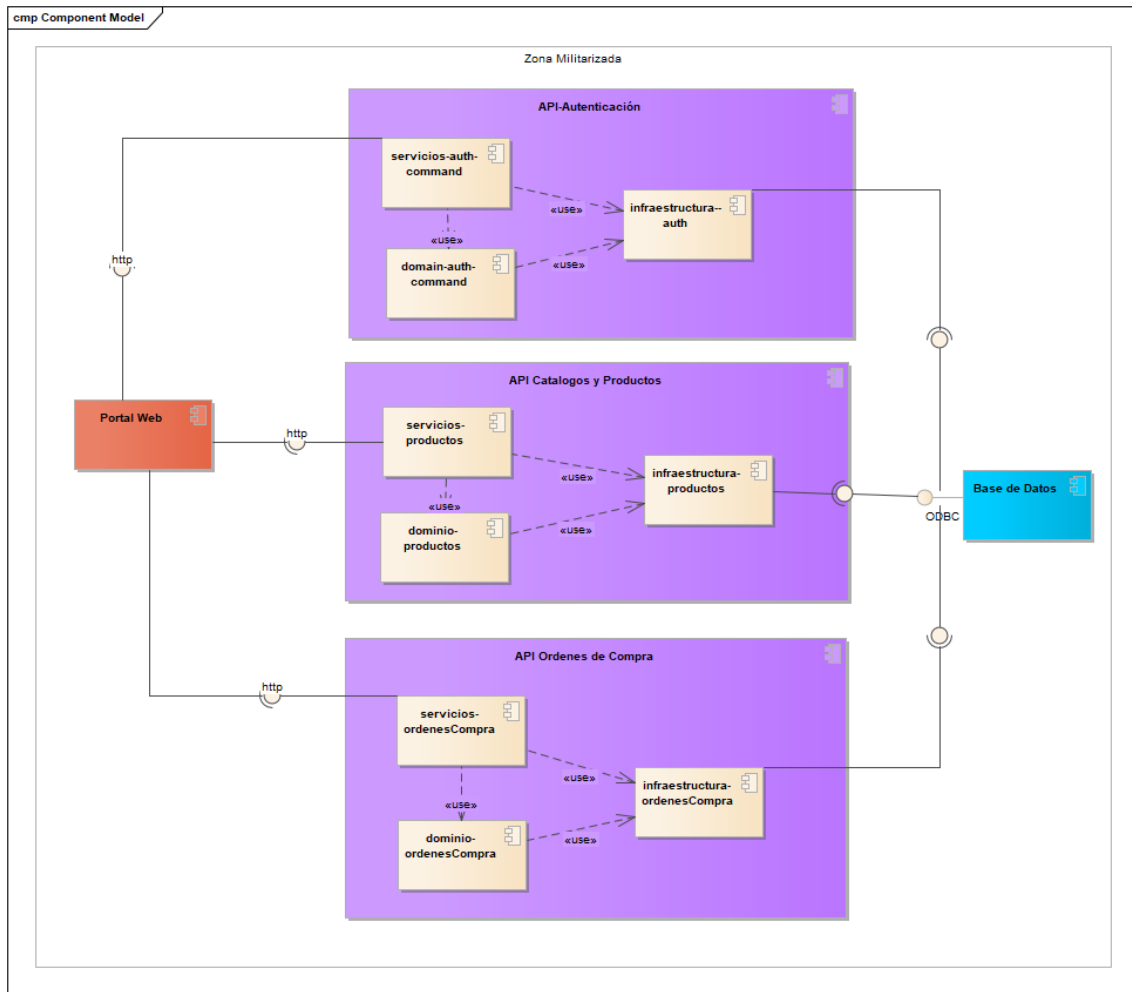 cmp Component Model
Zona Militarizada
API-Autenticación
servicios-auth-
command
infraestructura--
auth
«use»
«use»
domain-auth-
command
«use»
http
API Catalogos y Productos
Portal Web
servicios-
productos
http
infraestructura-
productos
«use»
«use»
dominio-
productos
«use»
Base de Datos
ODBC
API Ordenes de Compra
http
servicios-
ordenesCompra
infraestructura-
ordenesCompra
«use»
«use»
dominio-
ordenesCompra
«use»